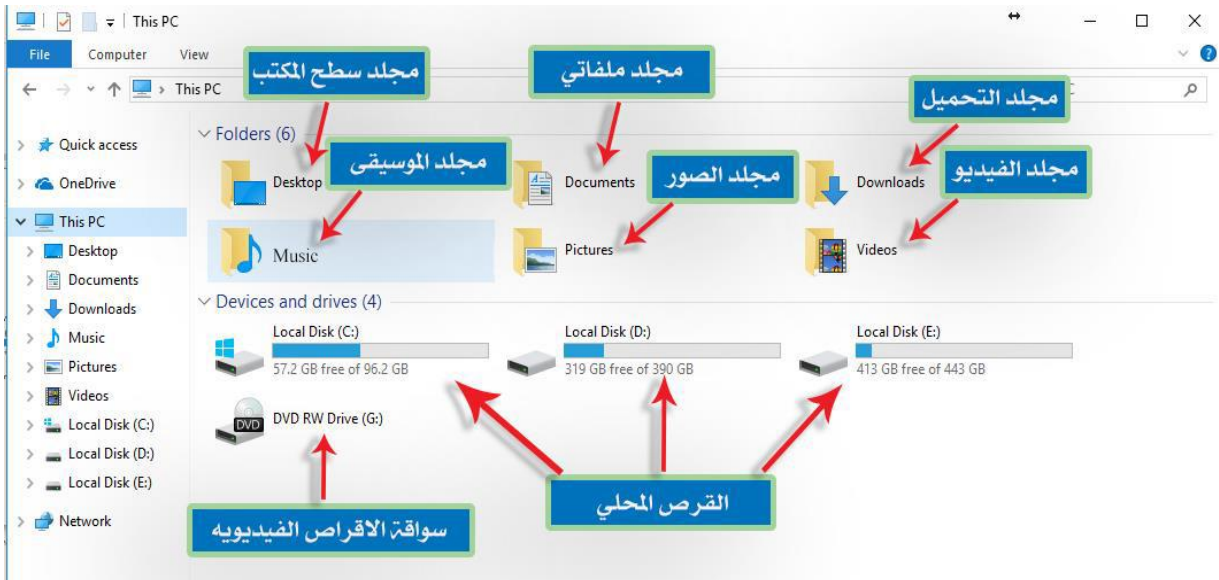 This PC
File Computer View
مجلد سطح المكتب
مجلد ملفاتي
This PC
مجلد التحميل
Quick access
OneDrive
This PC
Desktop
Documents
Downloads
Music
Pictures
Videos
Local Disk (C:)
Local Disk (D:)
Local Disk (E:)
Network
Folders (6)
مجلد الموسيقى
مجلد الصور
مجلد الفيديو
Desktop
Documents
Downloads
Music
Pictures
Videos
Devices and drives (4)
Local Disk (C:)
57.2 GB free of 96.2 GB
Local Disk (D:)
319 GB free of 390 GB
Local Disk (E:)
413 GB free of 443 GB
DVD
DVD RW Drive (G:)
القرص المحلي
سواقة الاقراص الفيديويه